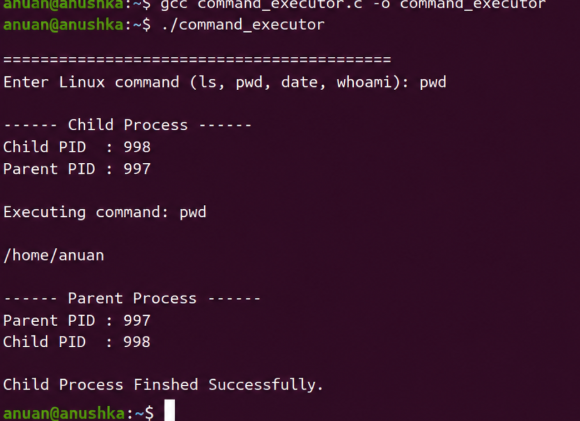 anuan@anushka:~$ gcc command_executor.c -o command_executor
anuan@anushka:~$ ./command_executor
==========================================
Enter Linux command (ls, pwd, date, whoami): pwd
------ Child Process ------
Child PID  : 998
Parent PID : 997
Executing command: pwd
/home/anuan
------ Parent Process ------
Parent PID : 997
Child PID  : 998
Child Process Finshed Successfully.
anuan@anushka:~$